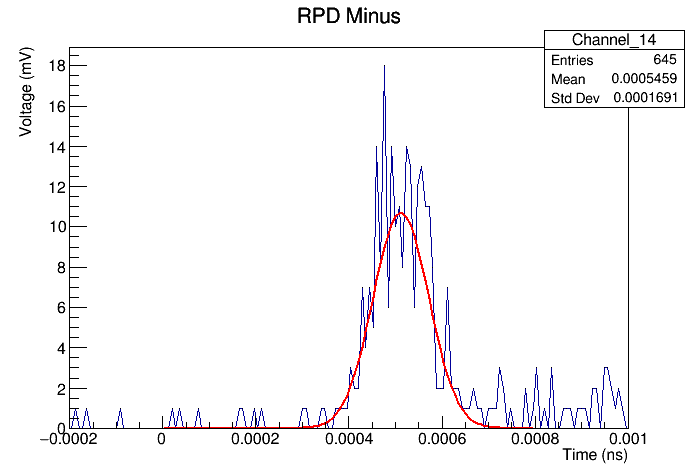 RPD Minus
Channel_14
Entries 645
Mean 0.0005459
Std Dev 0.0001691
Voltage (mV)
18
16
14
12
10
8
6
4
2
0
−0.0002 0 0.0002 0.0004 0.0006 0.0008 0.001
Time (ns)